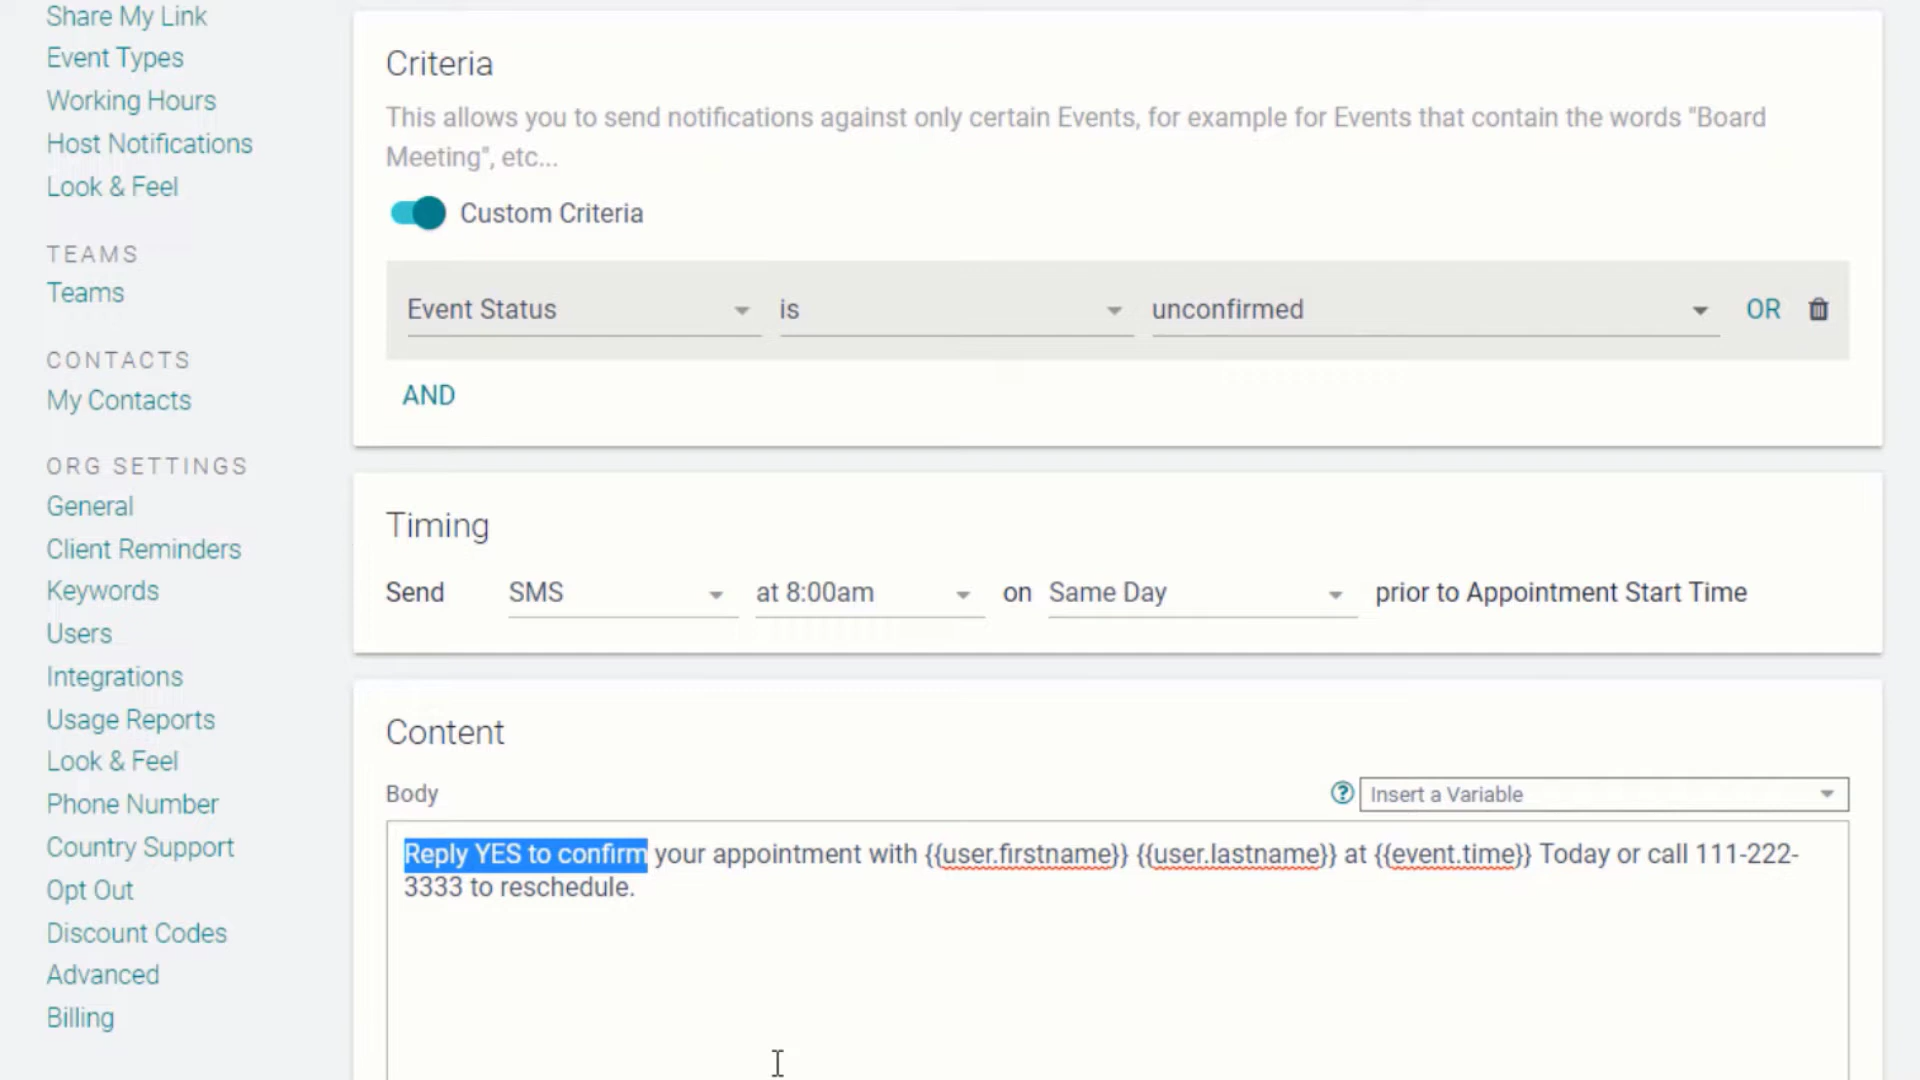 Share My Link
Event Types
Working Hours
Host Notifications
Look & Feel
TEAMS
Teams
CONTACTS
My Contacts
ORG SETTINGS
General
Client Reminders
Keywords
Users
Integrations
Usage Reports
Look & Feel
Phone Number
Country Support
Opt Out
Discount Codes
Advanced
Billing
Criteria
This allows you to send notifications against only certain Events, for example for Events that contain the words "Board
Meeting", etc...
Custom Criteria
Event Status is unconfirmed OR
AND
Timing
Send SMS at 8:00am on Same Day prior to Appointment Start Time
Content
Body ? Insert a Variable
Reply YES to confirm your appointment with {{user.firstname}} {{user.lastname}} at {{event.time}} Today or call 111-222-
3333 to reschedule.